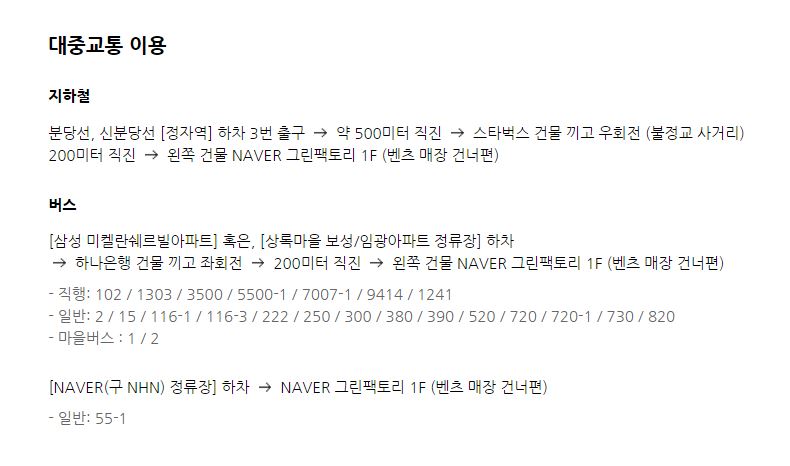 대중교통 이용
지하철
분당선, 신분당선 [정자역] 하차 3번 출구 → 약 500미터 직진 → 스타벅스 건물 끼고 우회전 (불정교 사거리)
200미터 직진 → 왼쪽 건물 NAVER 그린팩토리 1F (벤츠 매장 건너편)
버스
[삼성 미켈란쉐르빌아파트] 혹은, [상록마을 보성/임광아파트 정류장] 하차
→ 하나은행 건물 끼고 좌회전 → 200미터 직진 → 왼쪽 건물 NAVER 그린팩토리 1F (벤츠 매장 건너편)
- 직행: 102 / 1303 / 3500 / 5500-1 / 7007-1 / 9414 / 1241
- 일반: 2 / 15 / 116-1 / 116-3 / 222 / 250 / 300 / 380 / 390 / 520 / 720 / 720-1 / 730 / 820
- 마을버스 : 1 / 2
[NAVER(구 NHN) 정류장] 하차 → NAVER 그린팩토리 1F (벤츠 매장 건너편)
- 일반: 55-1